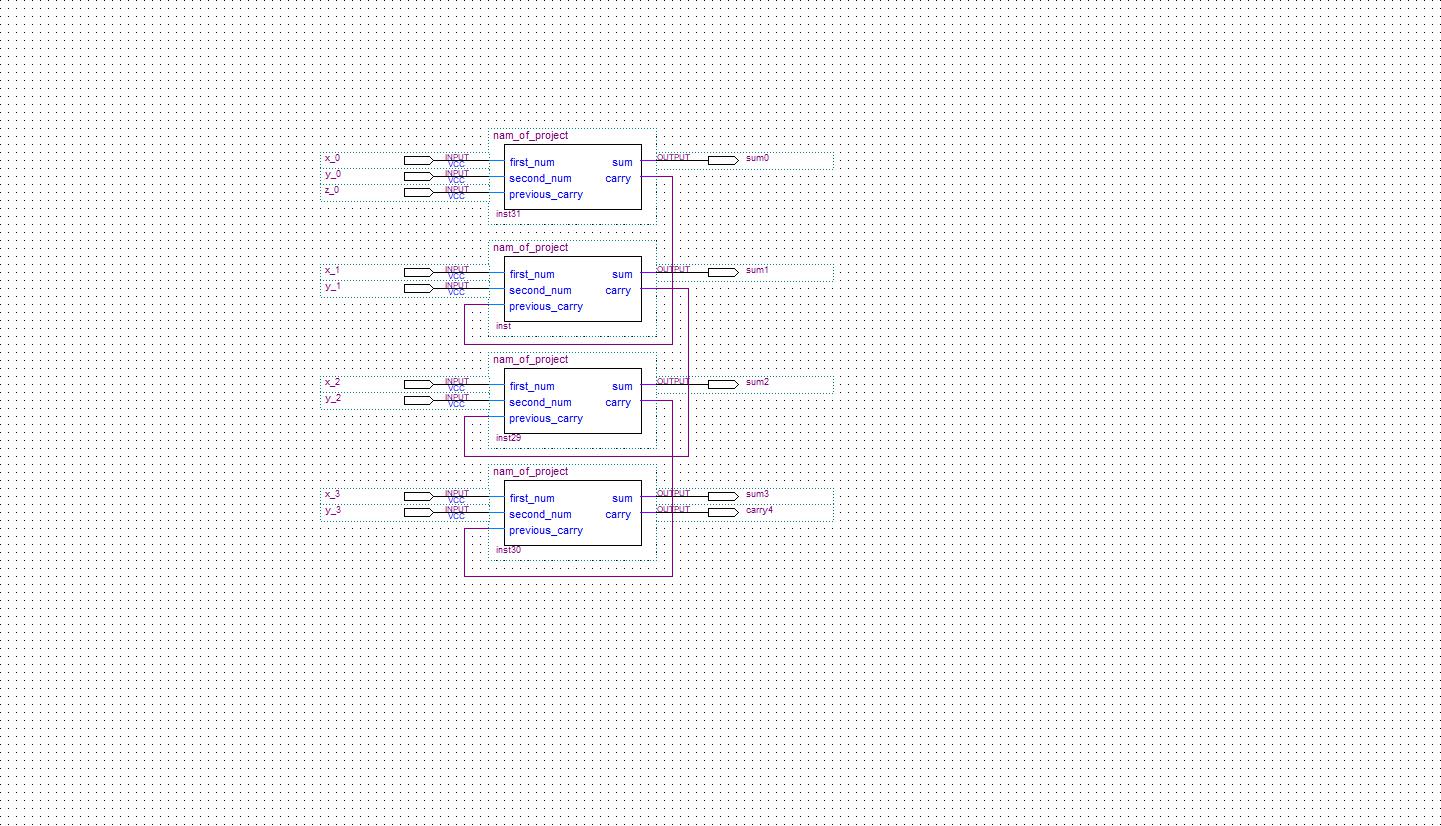 nam_of_project
x_0 INPUT VCC first_num sum OUTPUT sum0
y_0 INPUT VCC second_num carry
z_0 INPUT VCC previous_carry
inst31
nam_of_project
x_1 INPUT VCC first_num sum OUTPUT sum1
y_1 INPUT VCC second_num carry
previous_carry
inst
nam_of_project
x_2 INPUT VCC first_num sum OUTPUT sum2
y_2 INPUT VCC second_num carry
previous_carry
inst29
nam_of_project
x_3 INPUT VCC first_num sum OUTPUT sum3
y_3 INPUT VCC second_num carry OUTPUT carry4
previous_carry
inst30